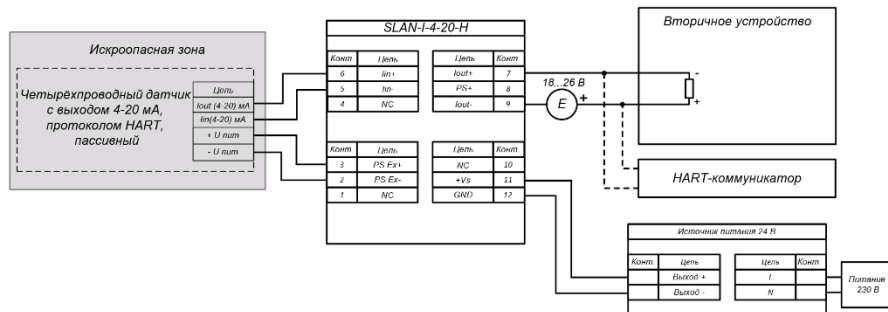 Искроопасная зона
Четырёхпроводный датчик
с выходом 4-20 мА,
протоколом HART,
пассивный
Цепь
Iout (4-20) мА
Iin(4-20) мА
+ U пит
- U пит
SLAN-I-4-20-H
Конт. Цепь
6 Iin+
5 Iin-
4 NC
Цепь Конт.
Iout+ 7
PS+ 8
Iout- 9
Конт Цепь
3 PS Ex+
2 PS Ex-
1 NC
Цепь Конт
NC 10
+Vs 11
GND 12
18...26 В
E +
Вторичное устройство
-
+
HART-коммуникатор
Источник питания 24 В
Конт. Цепь
Выход +
Выход -
Цепь Конт.
L
N
Питание
230 В